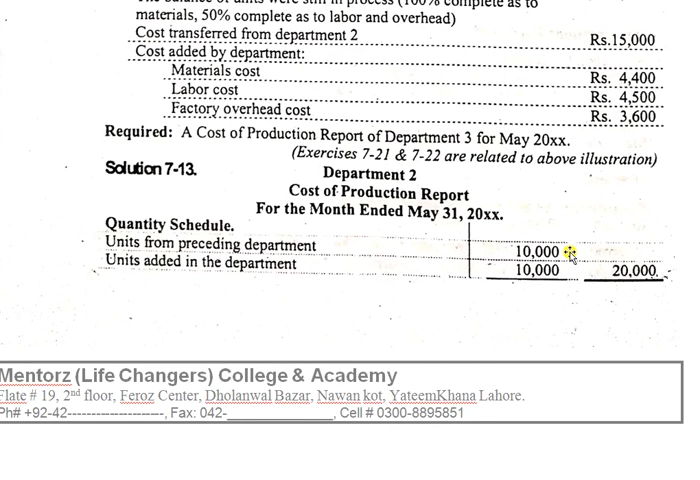 materials, 50% complete as to labor and overhead)
Cost transferred from department 2 Rs.15,000
Cost added by department:
Materials cost Rs. 4,400
Labor cost Rs. 4,500
Factory overhead cost Rs. 3,600
Required: A Cost of Production Report of Department 3 for May 20xx.
(Exercises 7-21 & 7-22 are related to above illustration)
Solution 7-13. Department 2
Cost of Production Report
For the Month Ended May 31, 20xx.
Quantity Schedule.
Units from preceding department 10,000
Units added in the department 10,000 20,000
Mentorz (Life Changers) College & Academy
Flate # 19, 2nd floor, Feroz Center, Dholanwal Bazar, Nawan kot, YateemKhana Lahore.
Ph# +92-42---------------------, Fax: 042-_______________, Cell # 0300-8895851